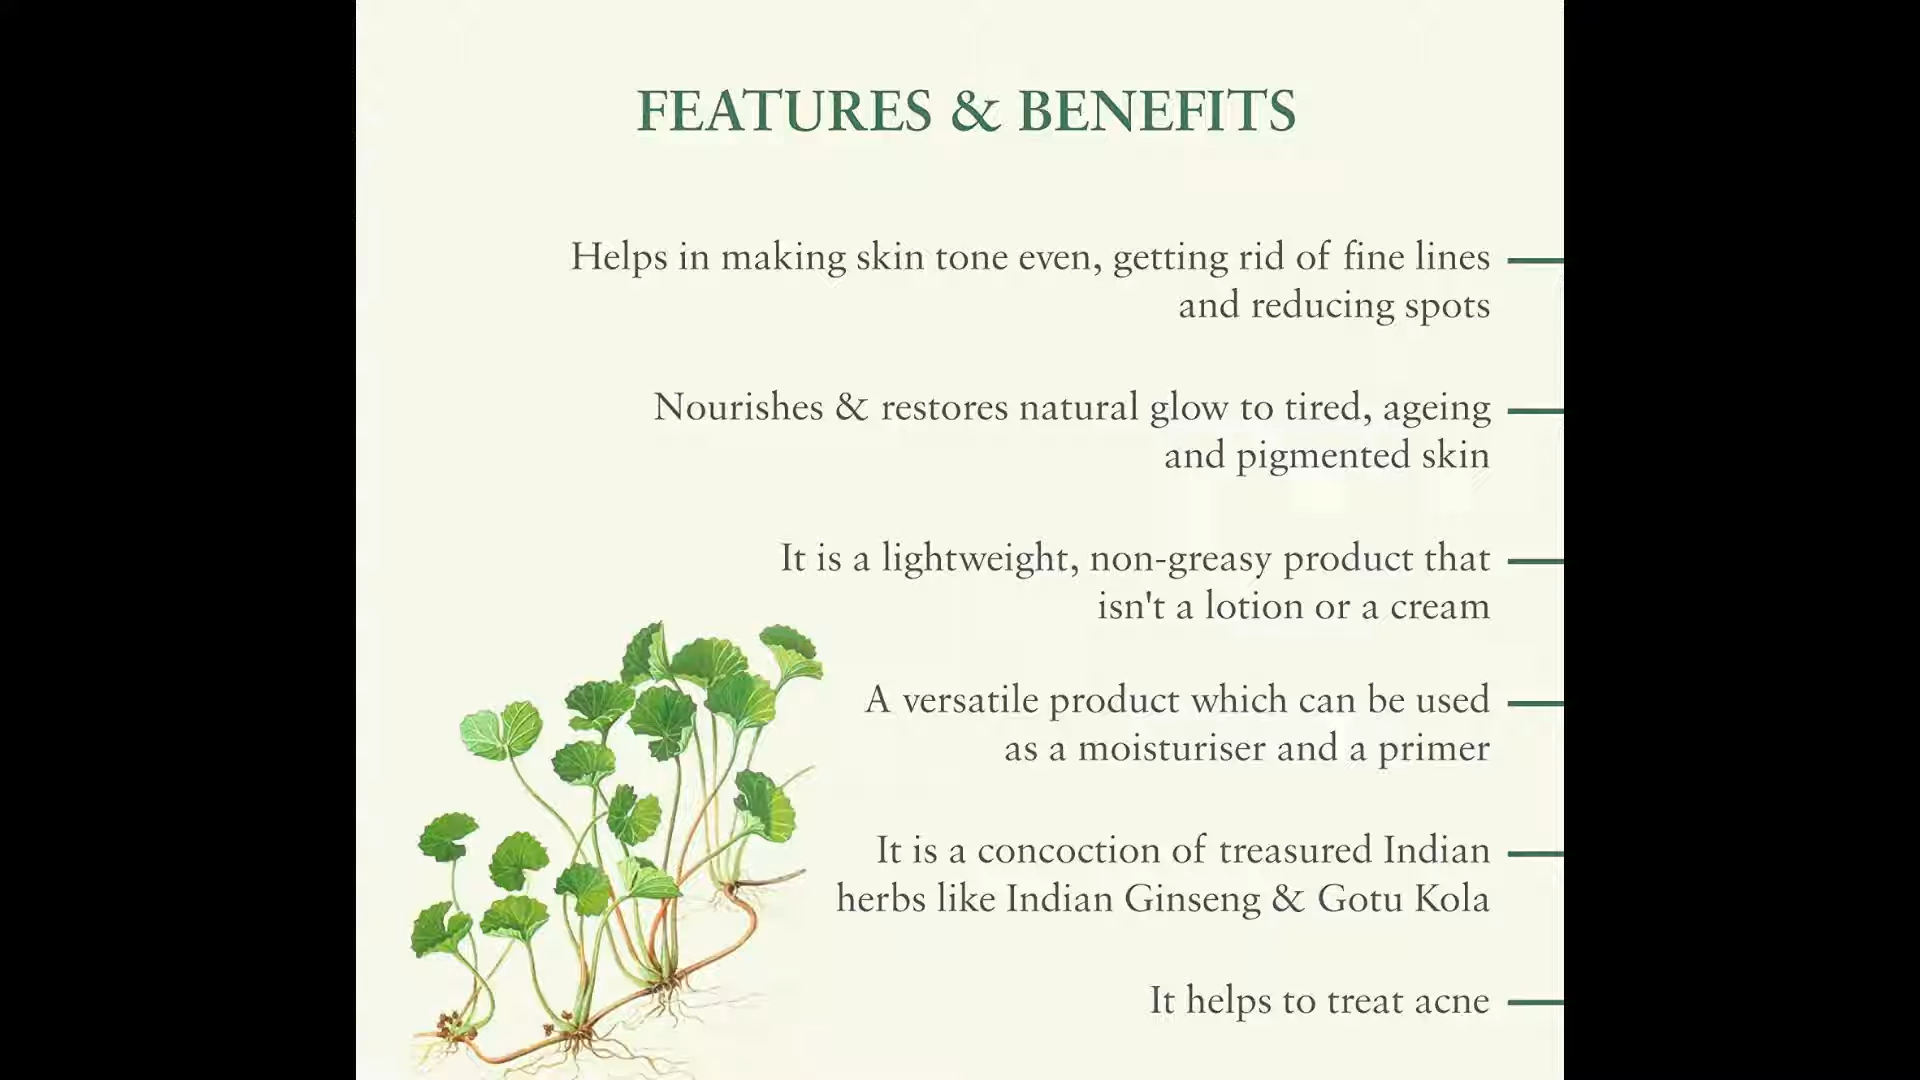 FEATURES & BENEFITS
Helps in making skin tone even, getting rid of fine lines
and reducing spots
Nourishes & restores natural glow to tired, ageing
and pigmented skin
It is a lightweight, non-greasy product that
isn't a lotion or a cream
A versatile product which can be used
as a moisturiser and a primer
It is a concoction of treasured Indian
herbs like Indian Ginseng & Gotu Kola
It helps to treat acne